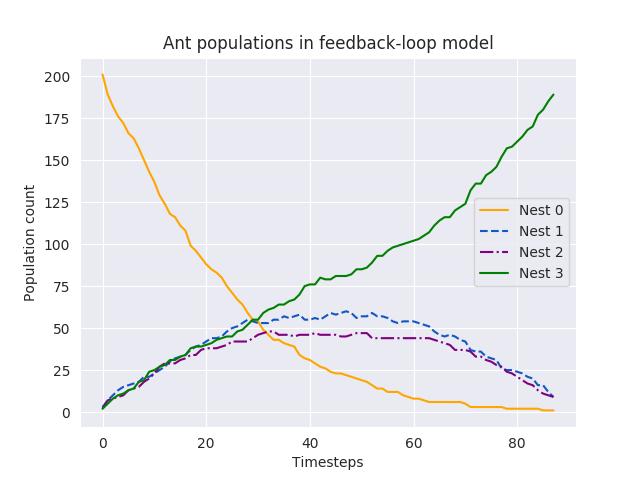 Ant populations in feedback-loop model
200
175
150
125
100
75
50
25
0
Population count
Nest 0
Nest 1
Nest 2
Nest 3
0
20
40
60
80
Timesteps